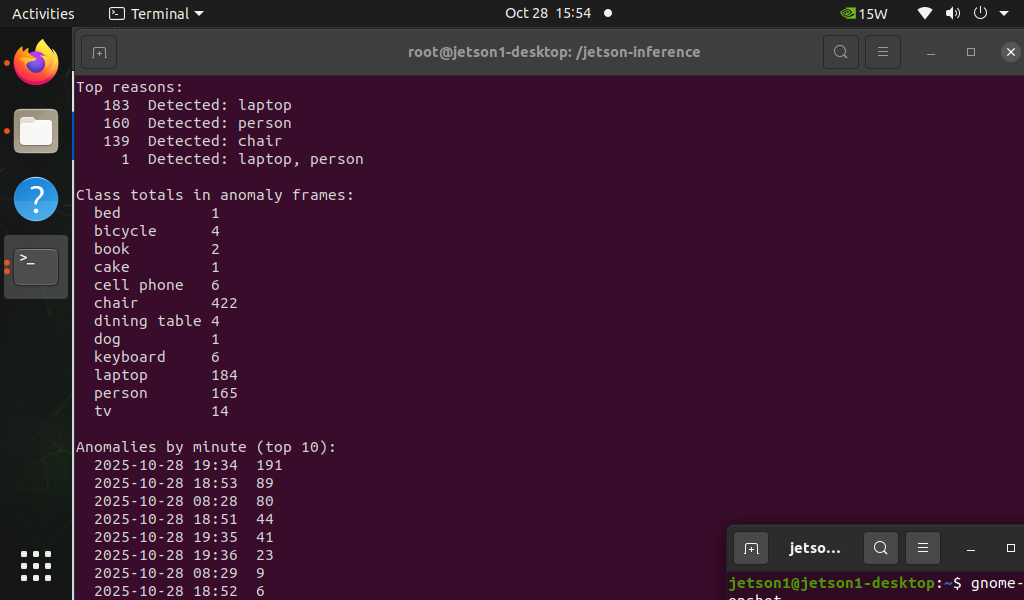 Activities Terminal Oct 28 15:54 15W
root@jetson1-desktop: /jetson-inference
Top reasons:
183 Detected: laptop
160 Detected: person
139 Detected: chair
1 Detected: laptop, person
Class totals in anomaly frames:
bed 1
bicycle 4
book 2
cake 1
cell phone 6
chair 422
dining table 4
dog 1
keyboard 6
laptop 184
person 165
tv 14
Anomalies by minute (top 10):
2025-10-28 19:34 191
2025-10-28 18:53 89
2025-10-28 08:28 80
2025-10-28 18:51 44
2025-10-28 19:35 41
2025-10-28 19:36 23
2025-10-28 08:29 9
2025-10-28 18:52 6
jetso...
jetson1@jetson1-desktop:~$ gnome-